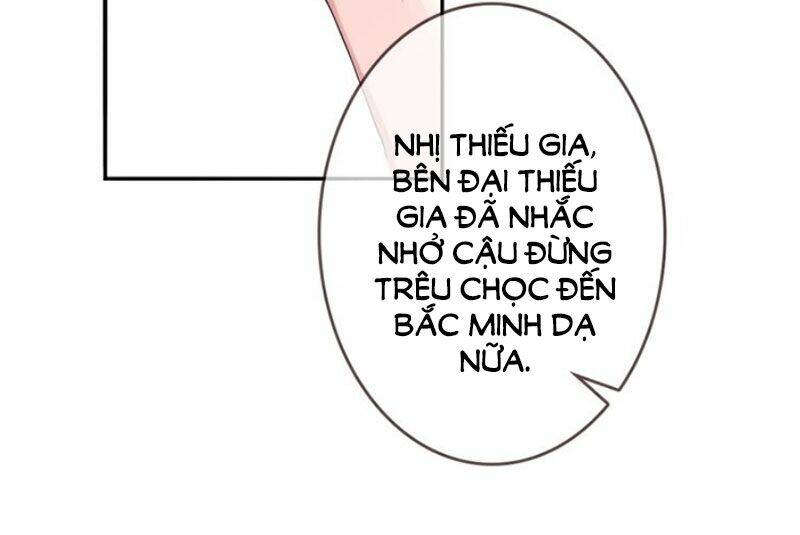 NHỊ THIẾU GIA,
BÊN ĐẠI THIẾU
GIA ĐÃ NHẮC
NHỞ CẬU ĐỪNG
TRÊU CHỌC ĐẾN
BẮC MINH DẠ
NỮA.